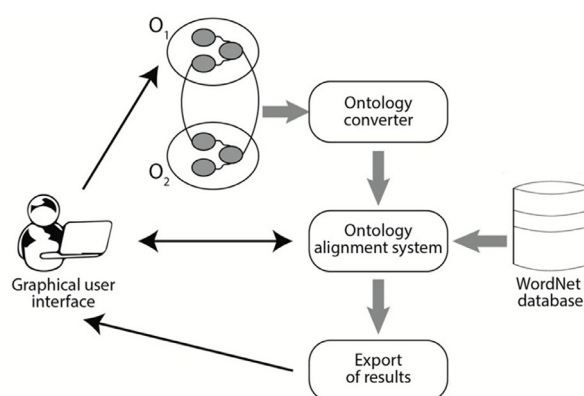 O1
Ontology
converter
O2
Ontology
alignment system
Graphical user
interface
WordNet
database
Export
of results